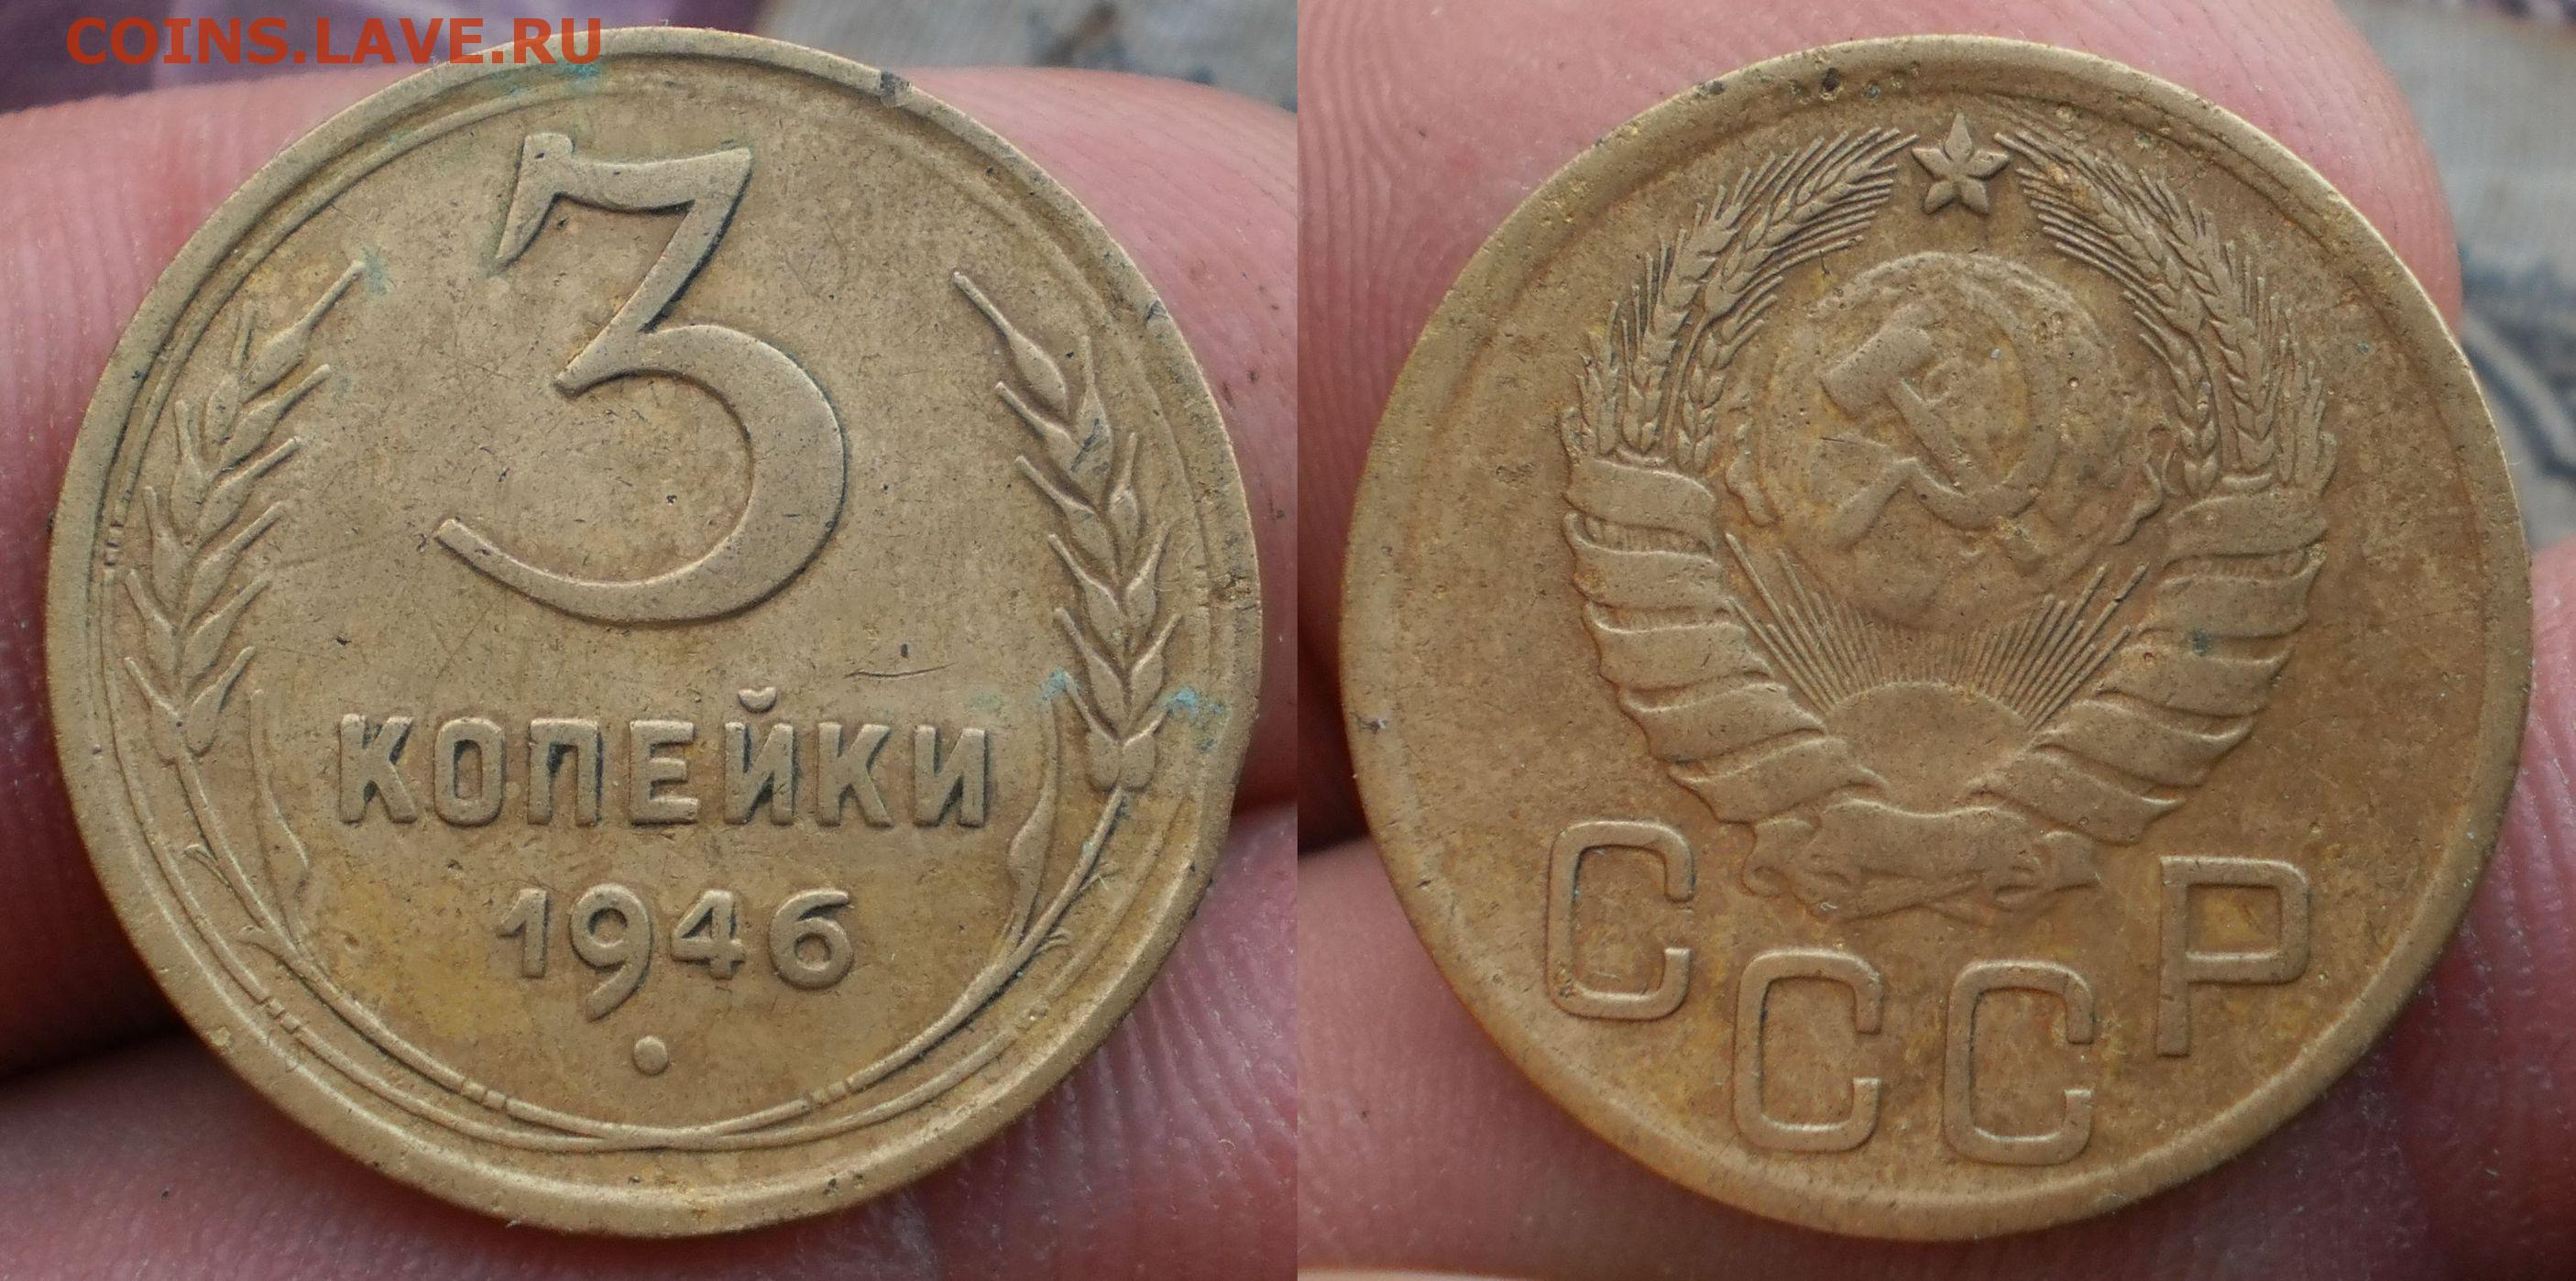 COINS.LAVE.RU
3
КОПЕЙКИ
1946
СССР